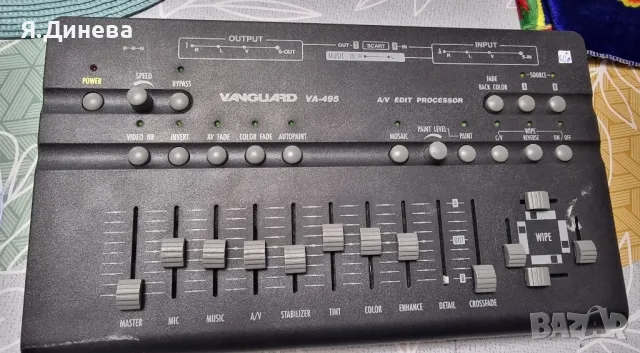 Я.Динева
OUTPUT
R L V S-OUT
OUT- SCART -IN
INPUT
A R L V S-IN
POWER
SPEED
BYPASS
VANGUARD VA-495
A/V EDIT PROCESSOR
FADE
BACK COLOR
SOURCE
A B
VIDEO NR
INVERT
AV FADE
COLOR FADE
AUTOPAINT
MOSAIC
PAINT LEVEL
PAINT
WIPE
C/V REVERSE ON / OFF
WIPE
MASTER
MIC
MUSIC
A/V
STABILIZER
TINT
COLOR
ENHANCE
DETAIL
CROSSFADE
BAZAR